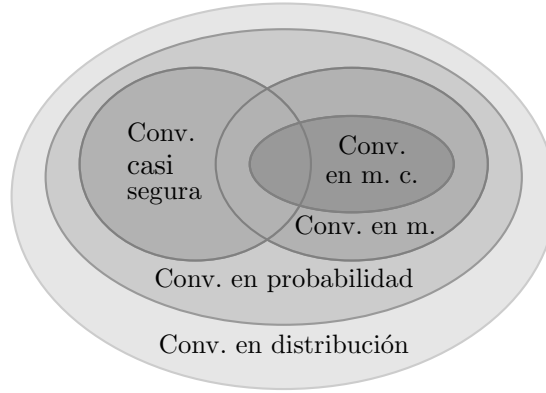 Conv.
casi
segura
Conv.
en m. c.
Conv. en m.
Conv. en probabilidad
Conv. en distribución